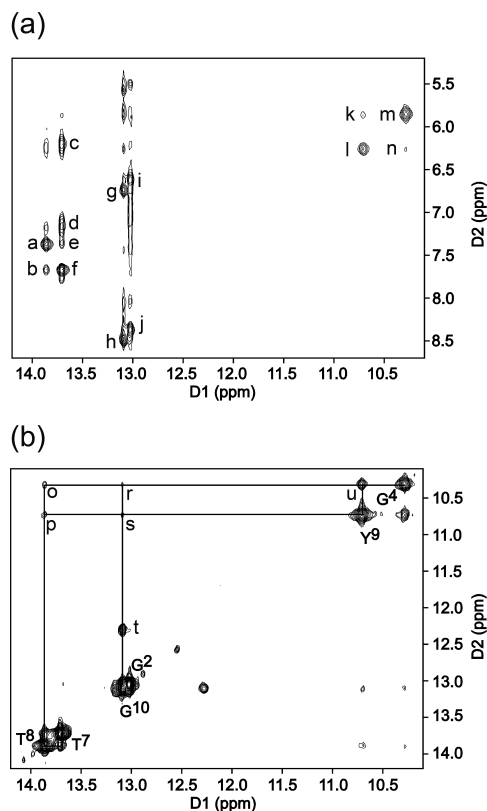 (a)
5.5
k m
6.0
c
l n
6.5
i
g
d
7.0
a e
b f
7.5
8.0
j
h
8.5
D2 (ppm)
14.0 13.5 13.0 12.5 12.0 11.5 11.0 10.5
D1 (ppm)
(b)
o r u G4
10.5
p s Y9
11.0
11.5
12.0
t
12.5
G2
13.0
G10
13.5
T8 T7
14.0
D2 (ppm)
14.0 13.5 13.0 12.5 12.0 11.5 11.0 10.5
D1 (ppm)